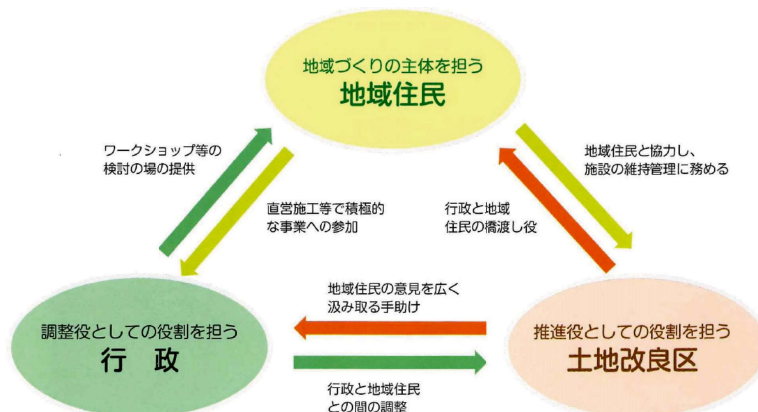 地域づくりの主体を担う
地域住民
ワークショップ等の
検討の場の提供
地域住民と協力し、
施設の維持管理に務める
直営施工等で積極的
な事業への参加
行政と地域
住民の橋渡し役
地域住民の意見を広く
汲み取る手助け
調整役としての役割を担う
行　政
推進役としての役割を担う
土地改良区
行政と地域住民
との間の調整